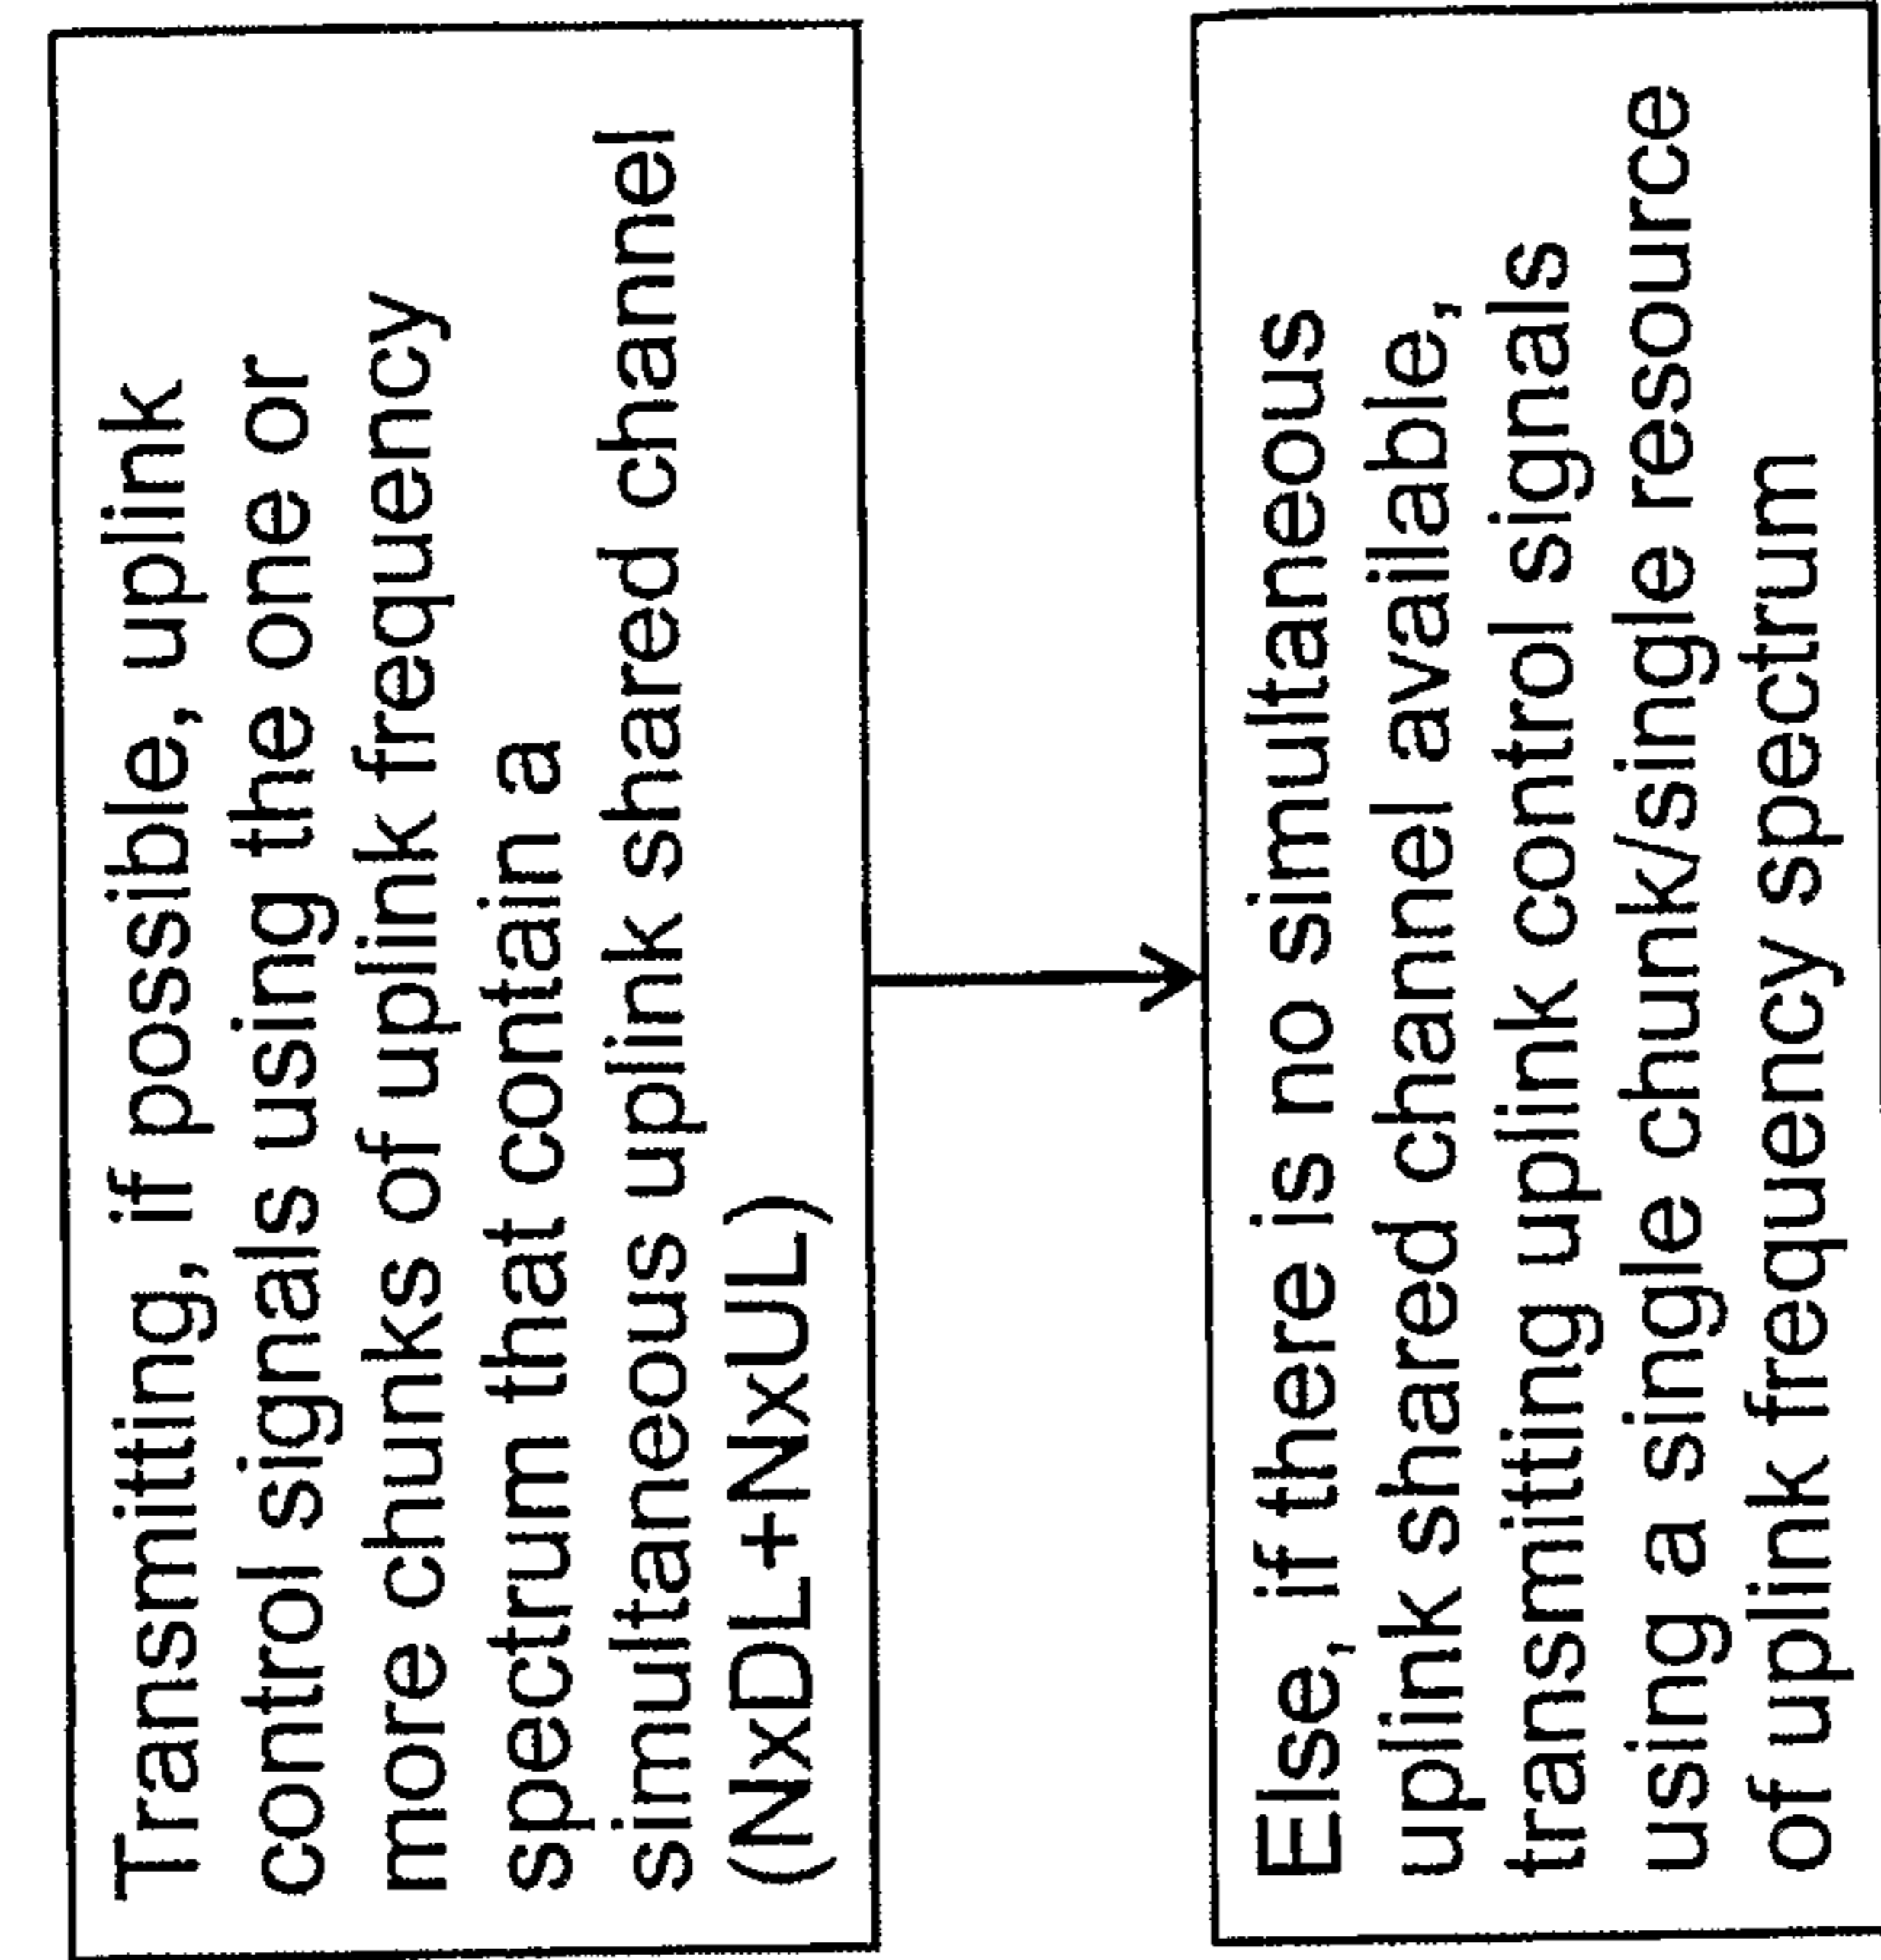 Transmitting, if possible, uplink
control signals using the one or
more chunks of uplink frequency
spectrum that contain a
simultaneous uplink shared channel
(NxDL+NxUL)
Else, if there is no simultaneous
uplink shared channel available,
transmitting uplink control signals
using a single chunk/single resource
of uplink frequency spectrum